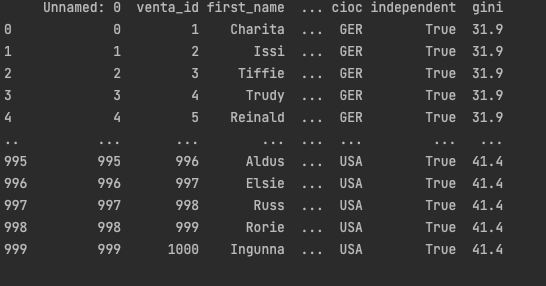 Unnamed: 0 venta_id first_name ... cioc independent gini
0 0 1 Charita ... GER True 31.9
1 1 2 Issi ... GER True 31.9
2 2 3 Tiffie ... GER True 31.9
3 3 4 Trudy ... GER True 31.9
4 4 5 Reinald ... GER True 31.9
.. ... ... ... ... ... ... ...
995 995 996 Aldus ... USA True 41.4
996 996 997 Elsie ... USA True 41.4
997 997 998 Russ ... USA True 41.4
998 998 999 Rorie ... USA True 41.4
999 999 1000 Ingunna ... USA True 41.4